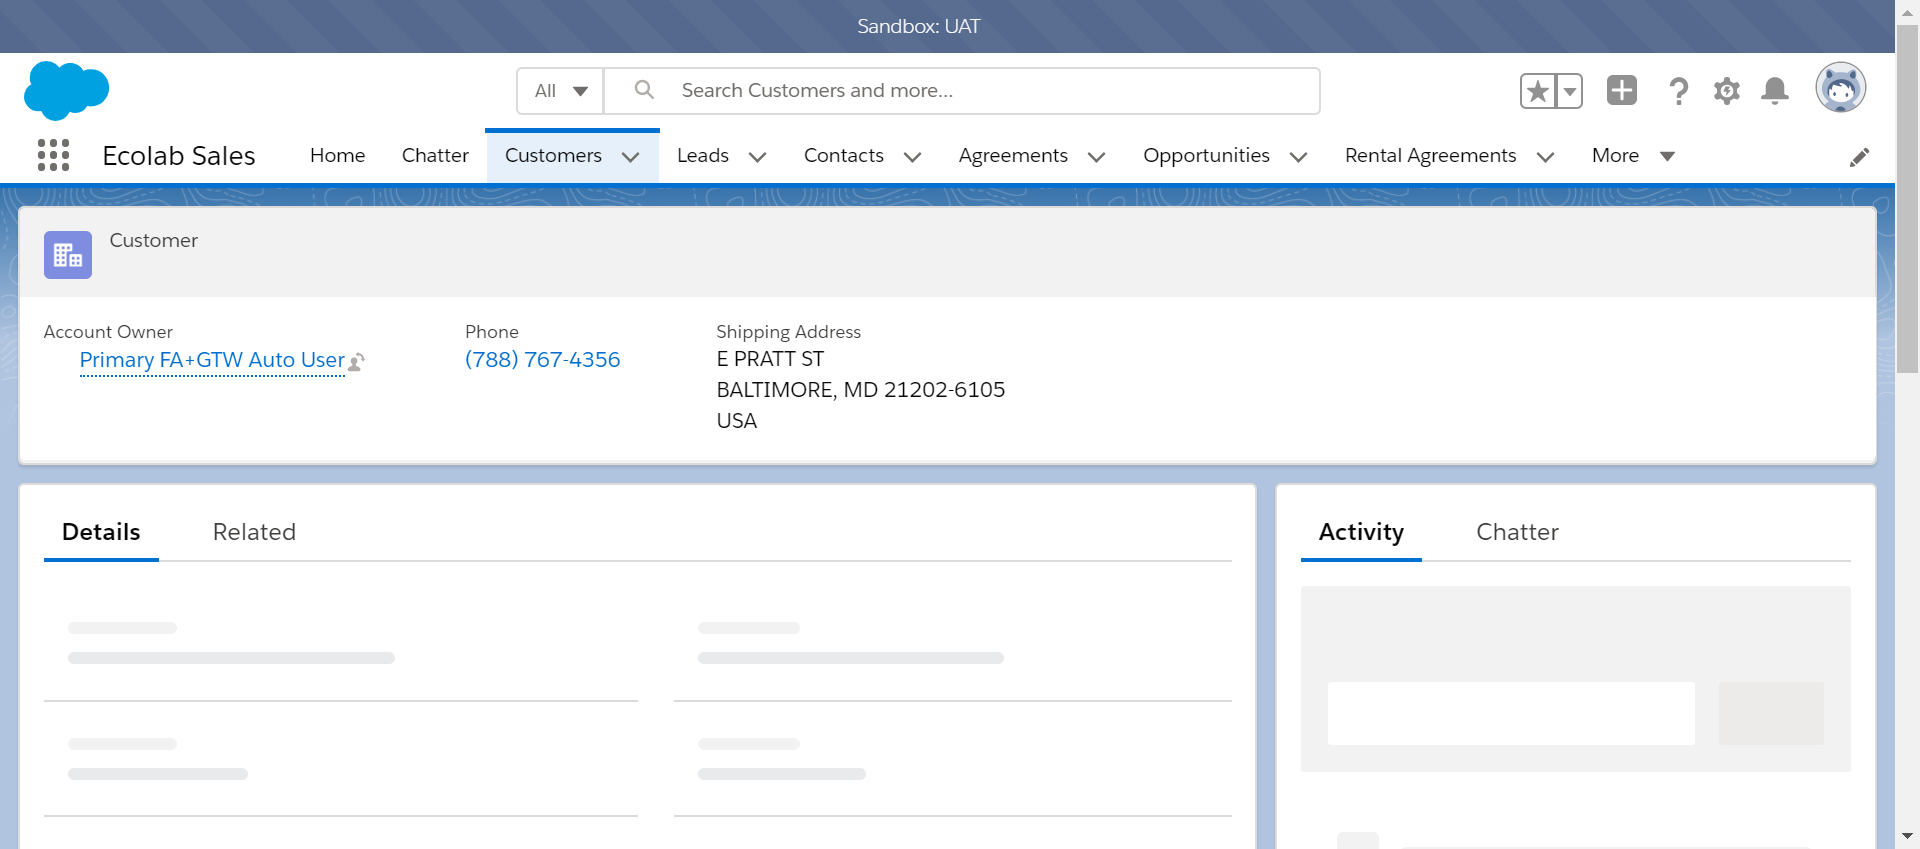 Sandbox: UAT
All
Search Customers and more...
Ecolab Sales
Home
Chatter
Customers
Leads
Contacts
Agreements
Opportunities
Rental Agreements
More
Customer
Account Owner
Primary FA+GTW Auto User
Phone
(788) 767-4356
Shipping Address
E PRATT ST
BALTIMORE, MD 21202-6105
USA
Details
Related
Activity
Chatter